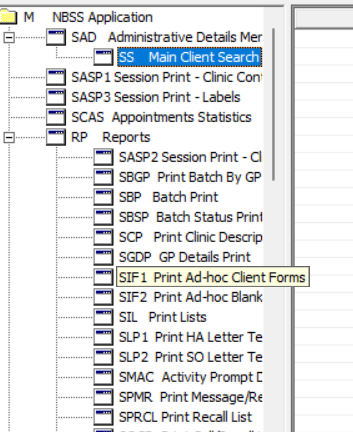 M NBSS Application
SAD Administrative Details Mer
SS Main Client Search
SASP1 Session Print - Clinic Con
SASP3 Session Print - Labels
SCAS Appointments Statistics
RP Reports
SASP2 Session Print - Cl
SBGP Print Batch By GP
SBP Batch Print
SBSP Batch Status Print
SCP Print Clinic Descrip
SGDP GP Details Print
SIF1 Print Ad-hoc Client Forms
SIF2 Print Ad-hoc Blank
SIL Print Lists
SLP1 Print HA Letter Te
SLP2 Print SO Letter Te
SMAC Activity Prompt D
SPMR Print Message/Re
SPRCL Print Recall List